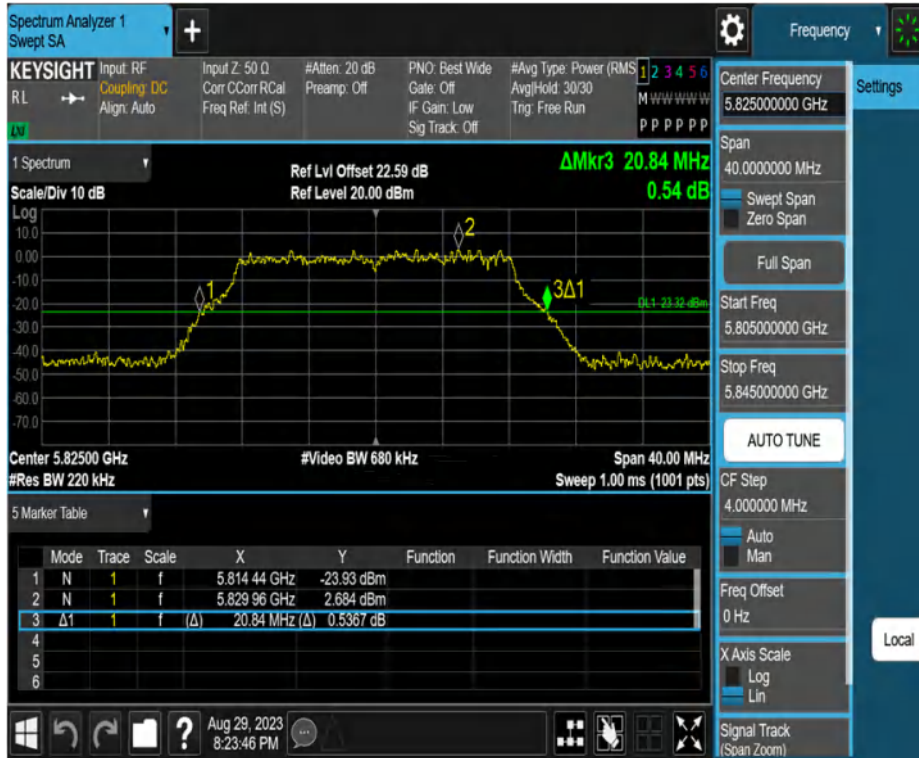 Spectrum Analyzer 1
Swept SA
Frequency
KEYSIGHT
RL
LXI
Input: RF
Coupling: DC
Align: Auto
Input Z: 50 Ω
Corr CCorr RCal
Freq Ref: Int (S)
#Atten: 20 dB
Preamp: Off
PNO: Best Wide
Gate: Off
IF Gain: Low
Sig Track: Off
#Avg Type: Power (RMS
Avg|Hold: 30/30
Trig: Free Run
1 2 3 4 5 6
M W W W W W
P P P P P P
Center Frequency
5.825000000 GHz
Settings
Span
40.0000000 MHz
Swept Span
Zero Span
Full Span
Start Freq
5.805000000 GHz
Stop Freq
5.845000000 GHz
AUTO TUNE
CF Step
4.000000 MHz
Auto
Man
Freq Offset
0 Hz
X Axis Scale
Log
Lin
Signal Track
(Span Zoom)
Local
1 Spectrum
Scale/Div 10 dB
Ref Lvl Offset 22.59 dB
Ref Level 20.00 dBm
ΔMkr3 20.84 MHz
0.54 dB
Log
10.0
0.00
-10.0
-20.0
-30.0
-40.0
-50.0
-60.0
-70.0
1
2
3Δ1
DL1 -23.32 dBm
Center 5.82500 GHz
#Video BW 680 kHz
Span 40.00 MHz
#Res BW 220 kHz
Sweep 1.00 ms (1001 pts)
5 Marker Table
Mode Trace Scale X Y Function Function Width Function Value
1 N 1 f 5.814 44 GHz -23.93 dBm
2 N 1 f 5.829 96 GHz 2.684 dBm
3 Δ1 1 f (Δ) 20.84 MHz (Δ) 0.5367 dB
4
5
6
?
Aug 29, 2023
8:23:46 PM